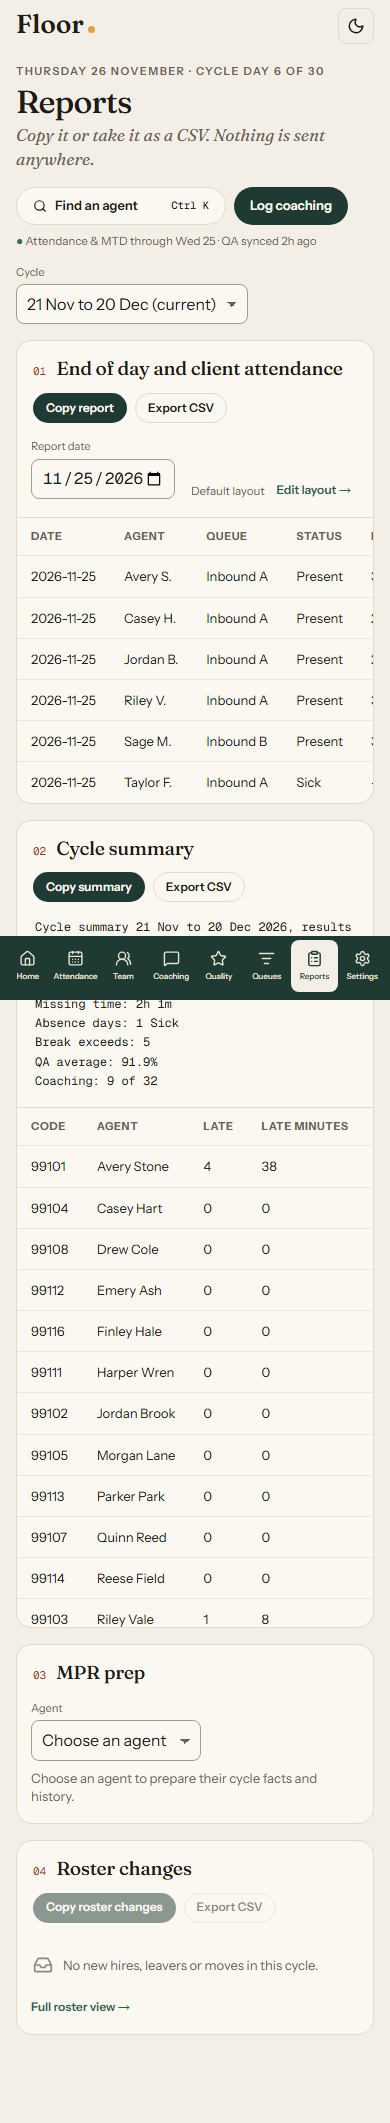 Floor
THURSDAY 26 NOVEMBER · CYCLE DAY 6 OF 30
Reports
Copy it or take it as a CSV. Nothing is sent
anywhere.
Find an agent Ctrl K Log coaching
Attendance & MTD through Wed 25 · QA synced 2h ago
Cycle
21 Nov to 20 Dec (current)
01 End of day and client attendance
Copy report Export CSV
Report date
11/25/2026 Default layout Edit layout →
DATE AGENT QUEUE STATUS
2026-11-25 Avery S. Inbound A Present
2026-11-25 Casey H. Inbound A Present
2026-11-25 Jordan B. Inbound A Present
2026-11-25 Riley V. Inbound A Present
2026-11-25 Sage M. Inbound B Present
2026-11-25 Taylor F. Inbound A Sick
02 Cycle summary
Copy summary Export CSV
Cycle summary 21 Nov to 20 Dec 2026, results
Home Attendance Team Coaching Quality Queues Reports Settings
Missing time: 2h 1m
Absence days: 1 Sick
Break exceeds: 5
QA average: 91.9%
Coaching: 9 of 32
CODE AGENT LATE LATE MINUTES
99101 Avery Stone 4 38
99104 Casey Hart 0 0
99108 Drew Cole 0 0
99112 Emery Ash 0 0
99116 Finley Hale 0 0
99111 Harper Wren 0 0
99102 Jordan Brook 0 0
99105 Morgan Lane 0 0
99113 Parker Park 0 0
99107 Quinn Reed 0 0
99114 Reese Field 0 0
99103 Riley Vale 1 8
03 MPR prep
Agent
Choose an agent
Choose an agent to prepare their cycle facts and
history.
04 Roster changes
Copy roster changes Export CSV
No new hires, leavers or moves in this cycle.
Full roster view →